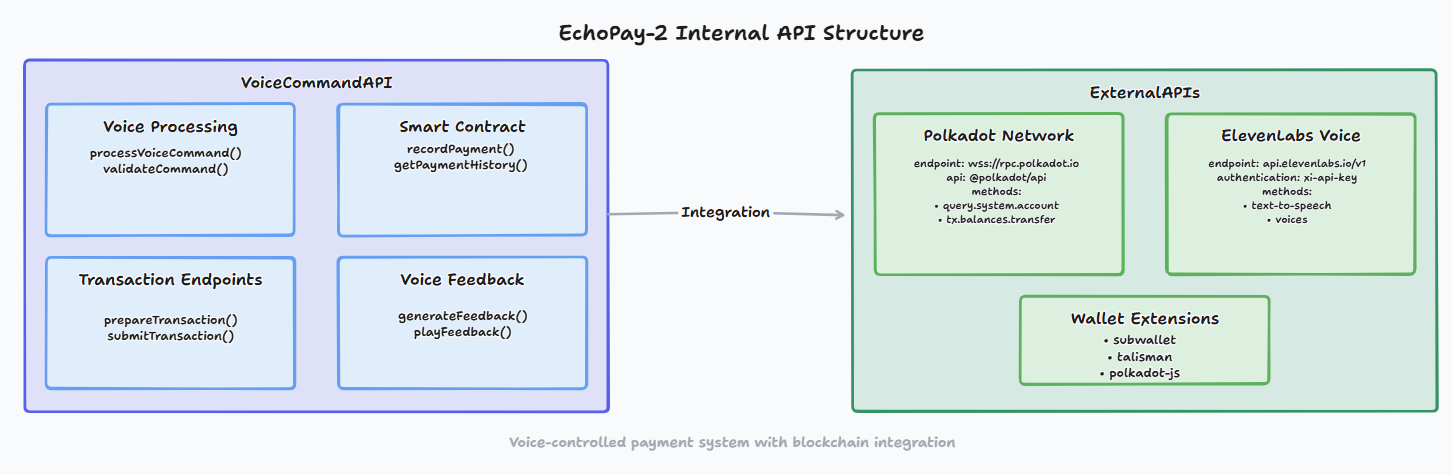 EchoPay-2 Internal API Structure
VoiceCommandAPI
Voice Processing
processVoiceCommand()
validateCommand()
Smart Contract
recordPayment()
getPaymentHistory()
Transaction Endpoints
prepareTransaction()
submitTransaction()
Voice Feedback
generateFeedback()
playFeedback()
Integration
ExternalAPIs
Polkadot Network
endpoint: wss://rpc.polkadot.io
api: @polkadot/api
methods:
• query.system.account
• tx.balances.transfer
ElevenLabs Voice
endpoint: api.elevenlabs.io/v1
authentication: xi-api-key
methods:
• text-to-speech
• voices
Wallet Extensions
• subwallet
• talisman
• polkadot-js
Voice-controlled payment system with blockchain integration